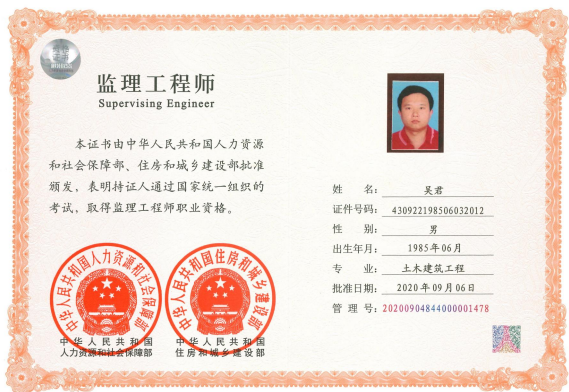 监理工程师
Supervising Engineer
本证书由中华人民共和国人力资源
和社会保障部、住房和城乡建设部批准
颁发，表明持证人通过国家统一组织的
考试，取得监理工程师职业资格。
中华人民共和国人力资源和社会保障部
中华人民共和国住房和城乡建设部
中华人民共和国
人力资源和社会保障部
中华人民共和国
住房和城乡建设部
姓 名： 吴君
证件号码： 430922198506032012
性 别： 男
出生年月： 1985年06月
专 业： 土木建筑工程
批准日期： 2020年09月06日
管 理 号： 20200904844000001478